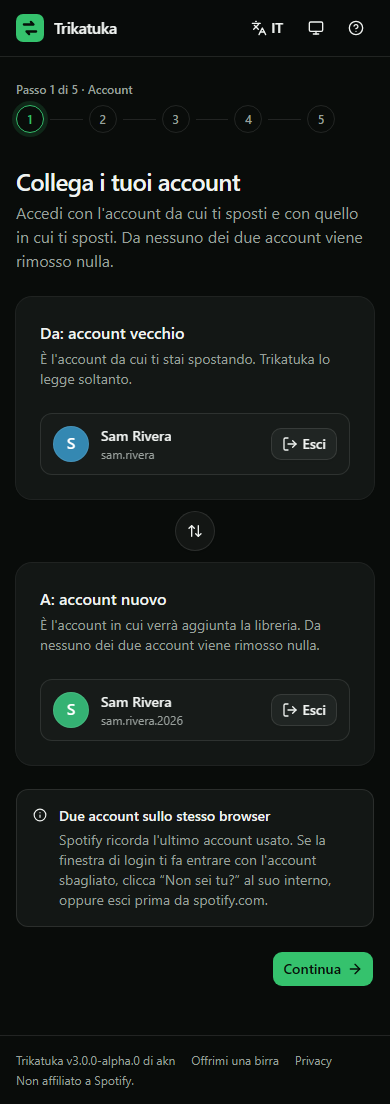 Trikatuka
IT
Passo 1 di 5 · Account
1
2
3
4
5
Collega i tuoi account
Accedi con l'account da cui ti sposti e con quello
in cui ti sposti. Da nessuno dei due account viene
rimosso nulla.
Da: account vecchio
È l'account da cui ti stai spostando. Trikatuka lo
legge soltanto.
S
Sam Rivera
sam.rivera
Esci
A: account nuovo
È l'account in cui verrà aggiunta la libreria. Da
nessuno dei due account viene rimosso nulla.
S
Sam Rivera
sam.rivera.2026
Esci
Due account sullo stesso browser
Spotify ricorda l'ultimo account usato. Se la
finestra di login ti fa entrare con l'account
sbagliato, clicca “Non sei tu?” al suo interno,
oppure esci prima da spotify.com.
Continua
Trikatuka v3.0.0-alpha.0 di akn
Offrimi una birra
Privacy
Non affiliato a Spotify.